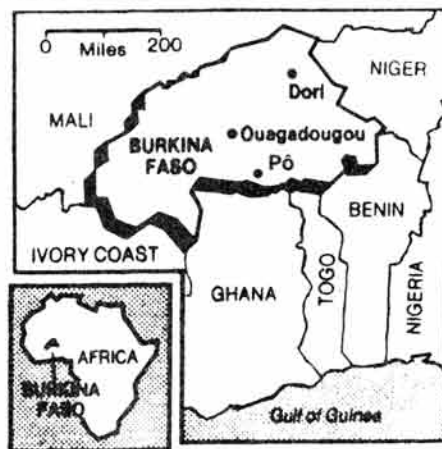 0 200
Miles
NIGER
Dori
MALI
Ouagadougou
BURKINA
FASO
Pô
BENIN
IVORY COAST
GHANA
TOGO
NIGERIA
AFRICA
BURKINA
FASO
Gulf of Guinea